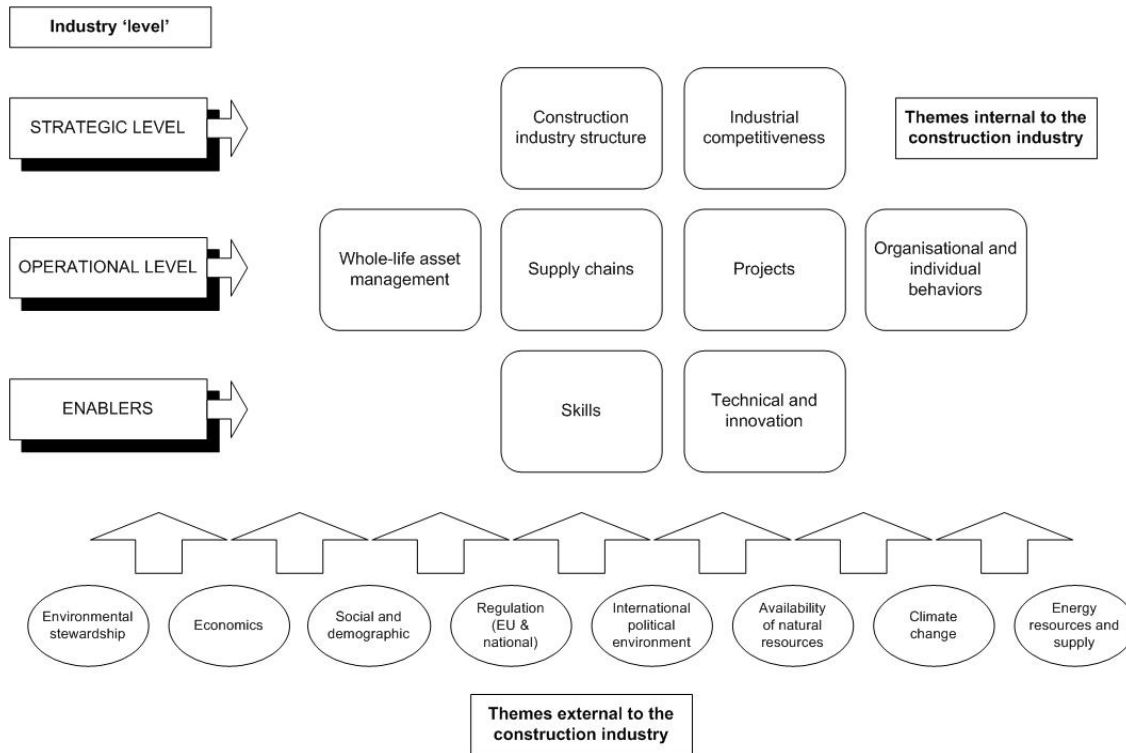 Industry ‘level’
STRATEGIC LEVEL
Construction
industry structure
Industrial
competitiveness
Themes internal to the
construction industry
OPERATIONAL LEVEL
Whole-life asset
management
Supply chains
Projects
Organisational and
individual
behaviors
ENABLERS
Skills
Technical and
innovation
Environmental
stewardship
Economics
Social and
demographic
Regulation
(EU &
national)
International
political
environment
Availability
of natural
resources
Climate
change
Energy
resources and
supply
Themes external to the
construction industry